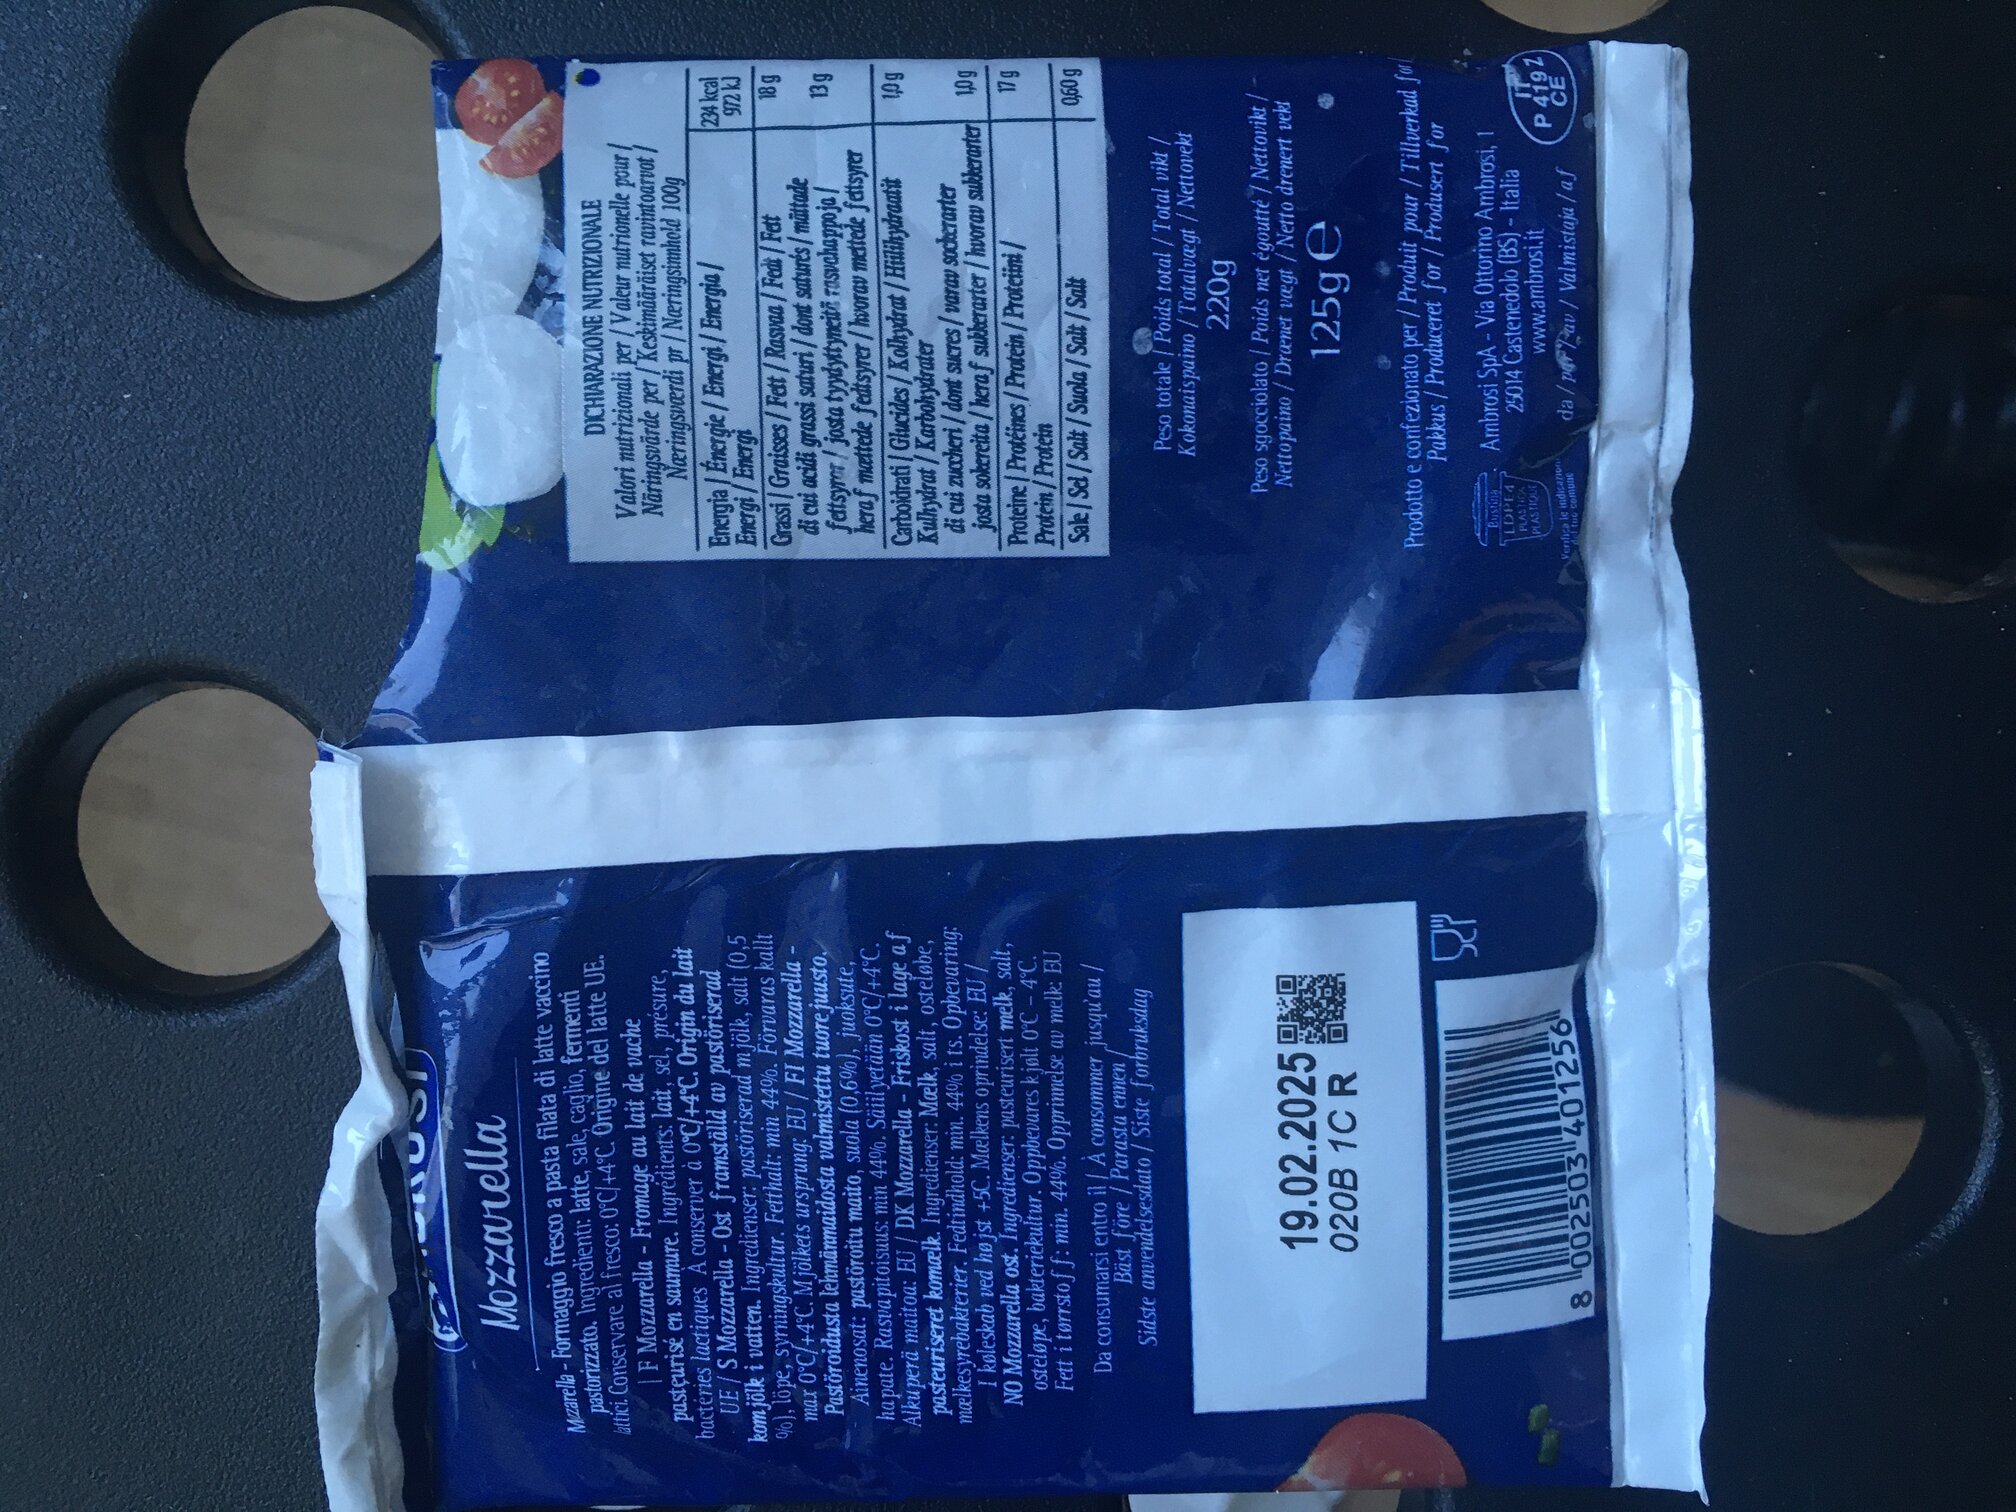 Mozzarella
Mozzarella - Formaggio fresco a pasta filata di latte vaccino
pastorizzato. Ingredienti: latte, sale, caglio, fermenti
lattici. Conservare al fresco: 0°C/+4°C. Origine del latte UE.
| F Mozzarella - Fromage au lait de vache
pasteurisé en saumure. Ingrédients: lait, sel, présure,
bactéries lactiques À conserver à 0°C/+4°C. Origin du lait
UE / S Mozzarella - Ost framställd av pastöriserad
komjölk i vatten. Ingredienser: pastöriserad mjölk, salt (0,5
%), löpe, syrningskultur. Fetthalt: min 44%. Förvaras kallt
max 0°C/+4°C. Mjölkets ursprung: EU / FI Mozzarella -
Pastöroidusta lehmänmaidosta valmistettu tuore juusto.
Ainenosat: pastöroitu maito, suola (0,6%), juoksute,
hapate. Rasvapitoisuus: min 44%. Säiilyetään 0°C/+4°C.
Alkuperä maitoa: EU / DK Mozzarella - Friskost i lage af
pasteuriseret komælk. Ingredienser: Mælk, salt, osteløbe,
mælkesyrebakterier. Fedtindhold: min. 44% i ts. Opbevaring:
I køleskab ved højst +5C. Mælkens oprindelse: EU /
NO Mozzarella ost. Ingredienser: pasteurisert melk, salt,
osteløpe, bakteriekultur. Oppbevares kjølt 0°C – 4°C.
Fett i tørrstoff: min. 44%. Opprinnelse av melk: EU
Da consumarsi entro il / À consommer jusqu'au /
Bäst före / Parasta ennen /
Sidste anvendelsesdato / Siste forbruksdag
19.02.2025
020B 1C R
8 002503 401256
DICHIARAZIONE NUTRIZIONALE
Valori nutrizionali per / Valeur nutrionelle pour /
Näringsvärde per / Keskimääräiset ravintoarvot /
Næringsværdi pr / Næringsinnhold 100g
Energia / Énergie / Energi / Energia / 234 kcal
Energi / Energi 972 kJ
Grassi / Graisses / Fett / Rasvaa / Fedt / Fett 18 g
di cui acidi grassi saturi / dont saturés / mättade
fettsyror / josta tyydyttyneitä rasvahappoja / 13 g
heraf mættede fedtsyrer / hvorav mettede fettsyrer
Carboidrati / Glucides / Kolhydrat / Hiilihydraatit 1,0 g
Kulhydrat / Karbohydrater
di cui zuccheri / dont sucres / varav sockerarter
josta sokereita / heraf sukkerarter / hvorav sukkerarter 1,0 g
Proteine / Protéines / Protein / Proteiini / 17 g
Protein / Protein
Sale / Sel / Salt / Suola / Salt / Salt 0,60 g
Peso totale / Poids total / Total vikt /
Kokonaispaino / Totalvægt / Nettovekt
220g
Peso sgocciolato / Poids net égoutté / Nettovikt /
Nettopaino / Drænet vægt / Netto drenert vekt
125g e
Prodotto e confezionato per / Produit pour / Tillverkad for
Pakkus / Produceret for / Produsert for
Ambrosi SpA - Via Ottorino Ambrosi, 1
25014 Castenedolo (BS) - Italia
www.ambrosi.it
da / par / av / Valmistaja / af
Bustina
LDPE4
PLASTICA
PLASTIQUE
Verifica le indicazioni
del tuo comune
IT
P 419Z
CE